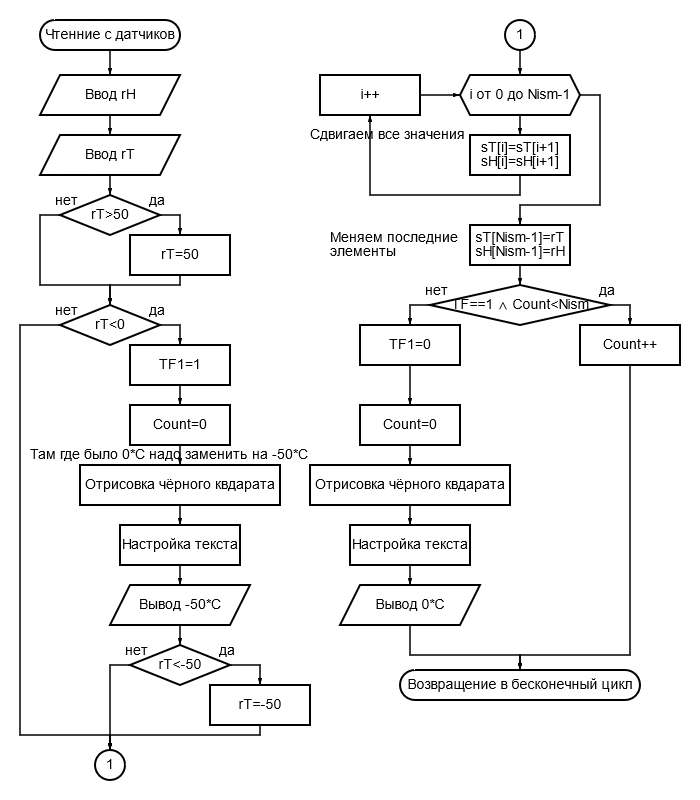 Чтенние с датчиков
Ввод rH
Ввод rT
нет
да
rT>50
rT=50
нет
да
rT<0
TF1=1
Count=0
Там где было 0*C надо заменить на -50*C
Отрисовка чёрного квдарата
Настройка текста
Вывод -50*C
нет
да
rT<-50
rT=-50
1
1
i++
i от 0 до Nism-1
Сдвигаем все значения
sT[i]=sT[i+1]
sH[i]=sH[i+1]
Меняем последние
элементы
sT[Nism-1]=rT
sH[Nism-1]=rH
нет
да
TF==1 ∧ Count<Nism
TF1=0
Count++
Count=0
Отрисовка чёрного квдарата
Настройка текста
Вывод 0*C
Возвращение в бесконечный цикл